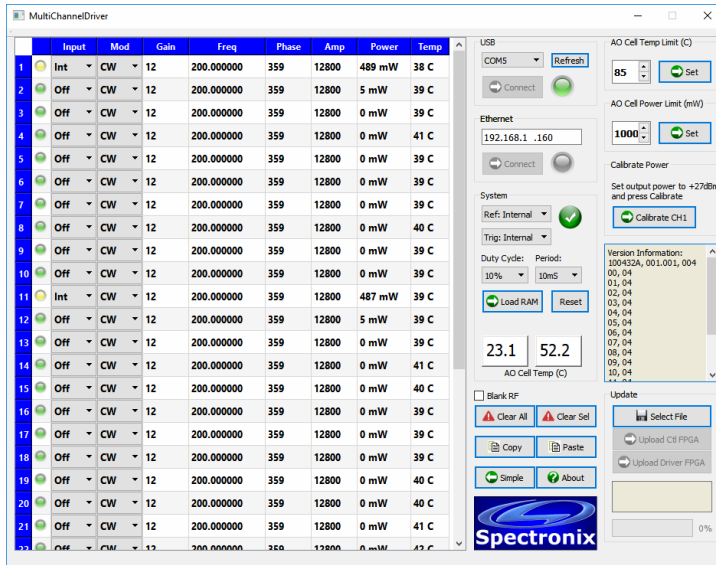 MultiChannelDriver
Input Mod Gain Freq Phase Amp Power Temp
1 Int CW 12 200.000000 359 12800 489 mW 38 C
2 Off CW 12 200.000000 359 12800 5 mW 39 C
3 Off CW 12 200.000000 359 12800 0 mW 39 C
4 Off CW 12 200.000000 359 12800 0 mW 41 C
5 Off CW 12 200.000000 359 12800 0 mW 39 C
6 Off CW 12 200.000000 359 12800 0 mW 39 C
7 Off CW 12 200.000000 359 12800 0 mW 39 C
8 Off CW 12 200.000000 359 12800 0 mW 40 C
9 Off CW 12 200.000000 359 12800 0 mW 39 C
10 Off CW 12 200.000000 359 12800 0 mW 39 C
11 Int CW 12 200.000000 359 12800 487 mW 39 C
12 Off CW 12 200.000000 359 12800 5 mW 39 C
13 Off CW 12 200.000000 359 12800 0 mW 39 C
14 Off CW 12 200.000000 359 12800 0 mW 41 C
15 Off CW 12 200.000000 359 12800 0 mW 40 C
16 Off CW 12 200.000000 359 12800 0 mW 39 C
17 Off CW 12 200.000000 359 12800 0 mW 39 C
18 Off CW 12 200.000000 359 12800 0 mW 39 C
19 Off CW 12 200.000000 359 12800 0 mW 40 C
20 Off CW 12 200.000000 359 12800 0 mW 40 C
21 Off CW 12 200.000000 359 12800 0 mW 41 C
22 Off CW 12 200.000000 359 12800 0 mW 42 C
USB
COM5 Refresh
Connect
Ethernet
192.168.1 .160
Connect
System
Ref: Internal
Trig: Internal
Duty Cycle: Period:
10% 10mS
Load RAM Reset
23.1 52.2
AO Cell Temp (C)
Blank RF
Clear All Clear Sel
Copy Paste
Simple About
Spectronix
AO Cell Temp Limit (C)
85 Set
AO Cell Power Limit (mW)
1000 Set
Calibrate Power
Set output power to +27dBm
and press Calibrate
Calibrate CH1
Version Information:
100432A, 001.001, 004
00, 04
01, 04
02, 04
03, 04
04, 04
05, 04
06, 04
07, 04
08, 04
09, 04
10, 04
11, 04
Update
Select File
Upload Ctl FPGA
Upload Driver FPGA
0%